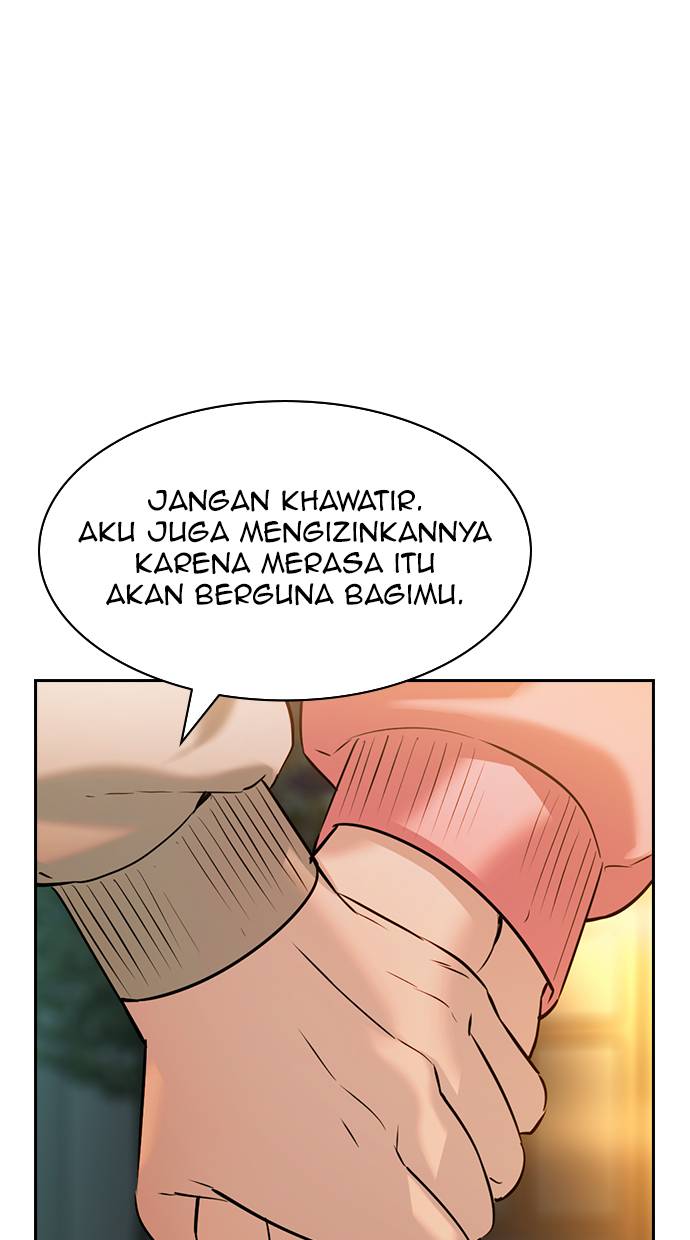 JANGAN KHAWATIR.
AKU JUGA MENGIZINKANNYA
KARENA MERASA ITU
AKAN BERGUNA BAGIMU.